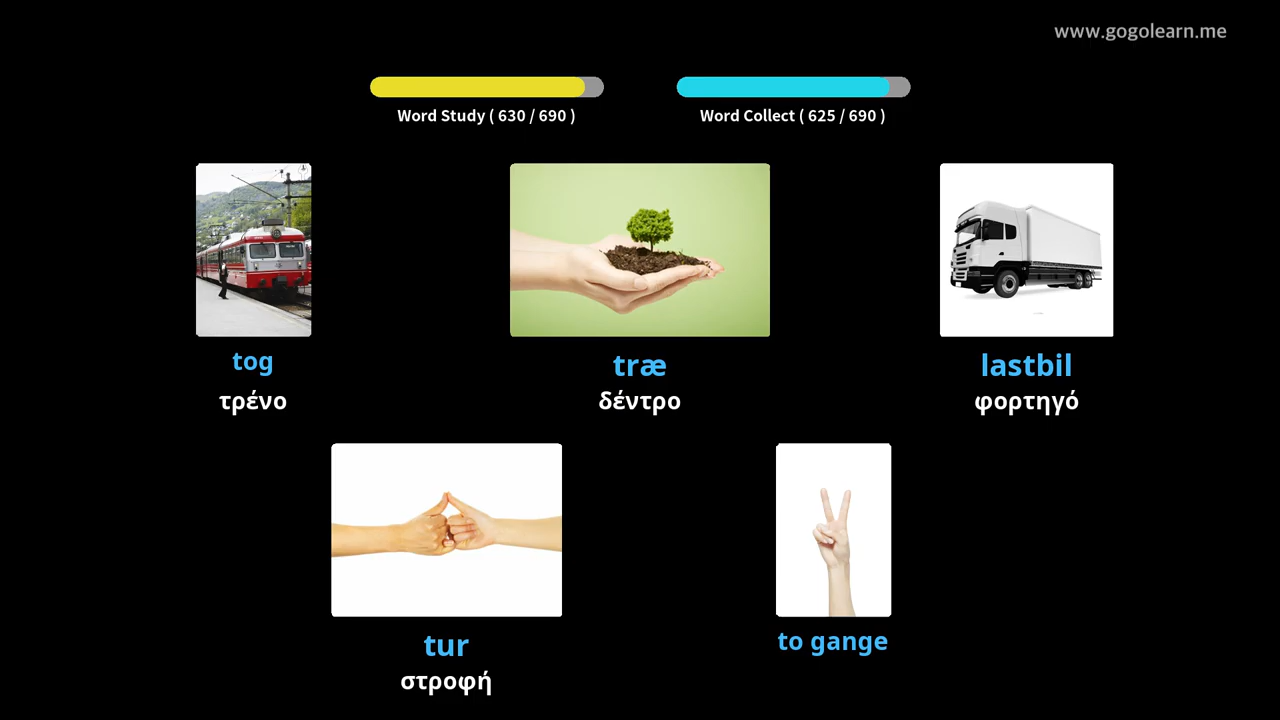 www.gogolearn.me
Word Study ( 630 / 690 )
Word Collect ( 625 / 690 )
tog
τρένο
træ
δέντρο
lastbil
φορτηγό
tur
στροφή
to gange